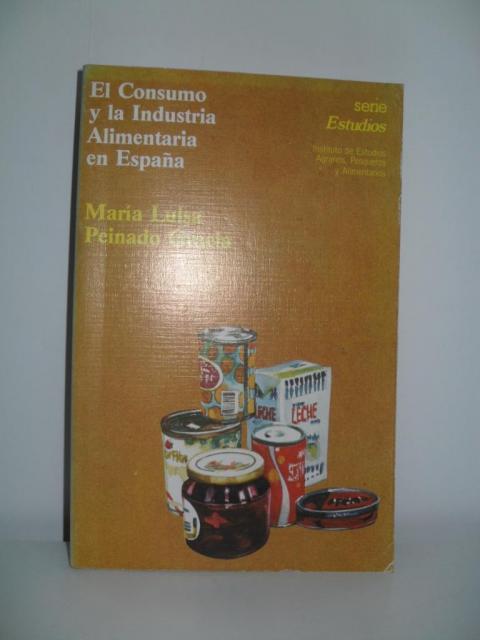 El Consumo
y la Industria
Alimentaria
en España
María Luisa
Peinado Gracia
serie
Estudios
Instituto de Estudios
Agrarios, Pesqueros
y Alimentarios
LECHE
LECHE